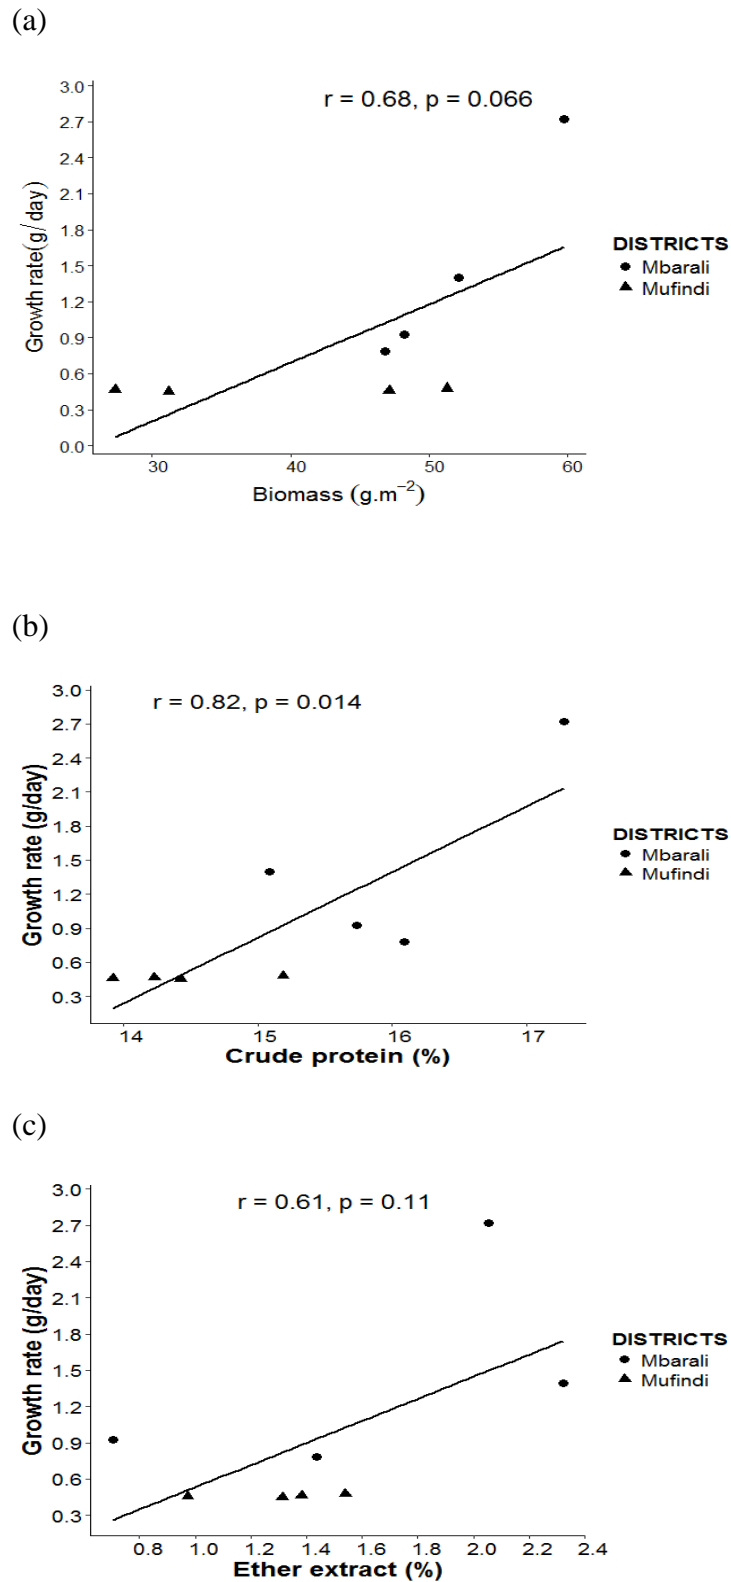 (a)
r = 0.68, p = 0.066
3.0
2.7
2.4
2.1
1.8
1.5
1.2
0.9
0.6
0.3
0.0
Growth rate(g/day)
30 40 50 60
Biomass (g.m⁻²)
DISTRICTS
Mbarali
Mufindi
(b)
r = 0.82, p = 0.014
3.0
2.7
2.4
2.1
1.8
1.5
1.2
0.9
0.6
0.3
Growth rate (g/day)
14 15 16 17
Crude protein (%)
DISTRICTS
Mbarali
Mufindi
(c)
r = 0.61, p = 0.11
3.0
2.7
2.4
2.1
1.8
1.5
1.2
0.9
0.6
0.3
Growth rate (g/day)
0.8 1.0 1.2 1.4 1.6 1.8 2.0 2.2 2.4
Ether extract (%)
DISTRICTS
Mbarali
Mufindi